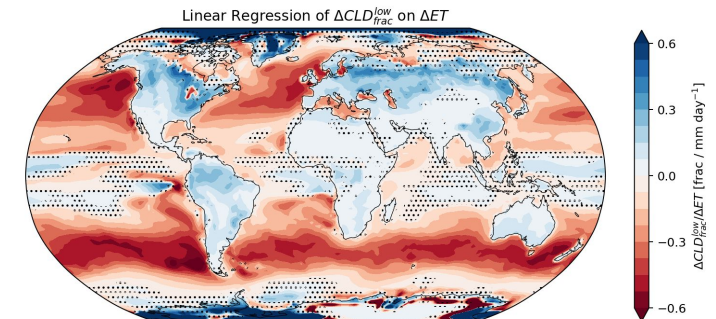 Linear Regression of ΔCLD^{low}_{frac} on ΔET
0.6
0.3
0.0
−0.3
−0.6
ΔCLD^{low}_{frac}/ΔET [frac / mm day^{−1}]